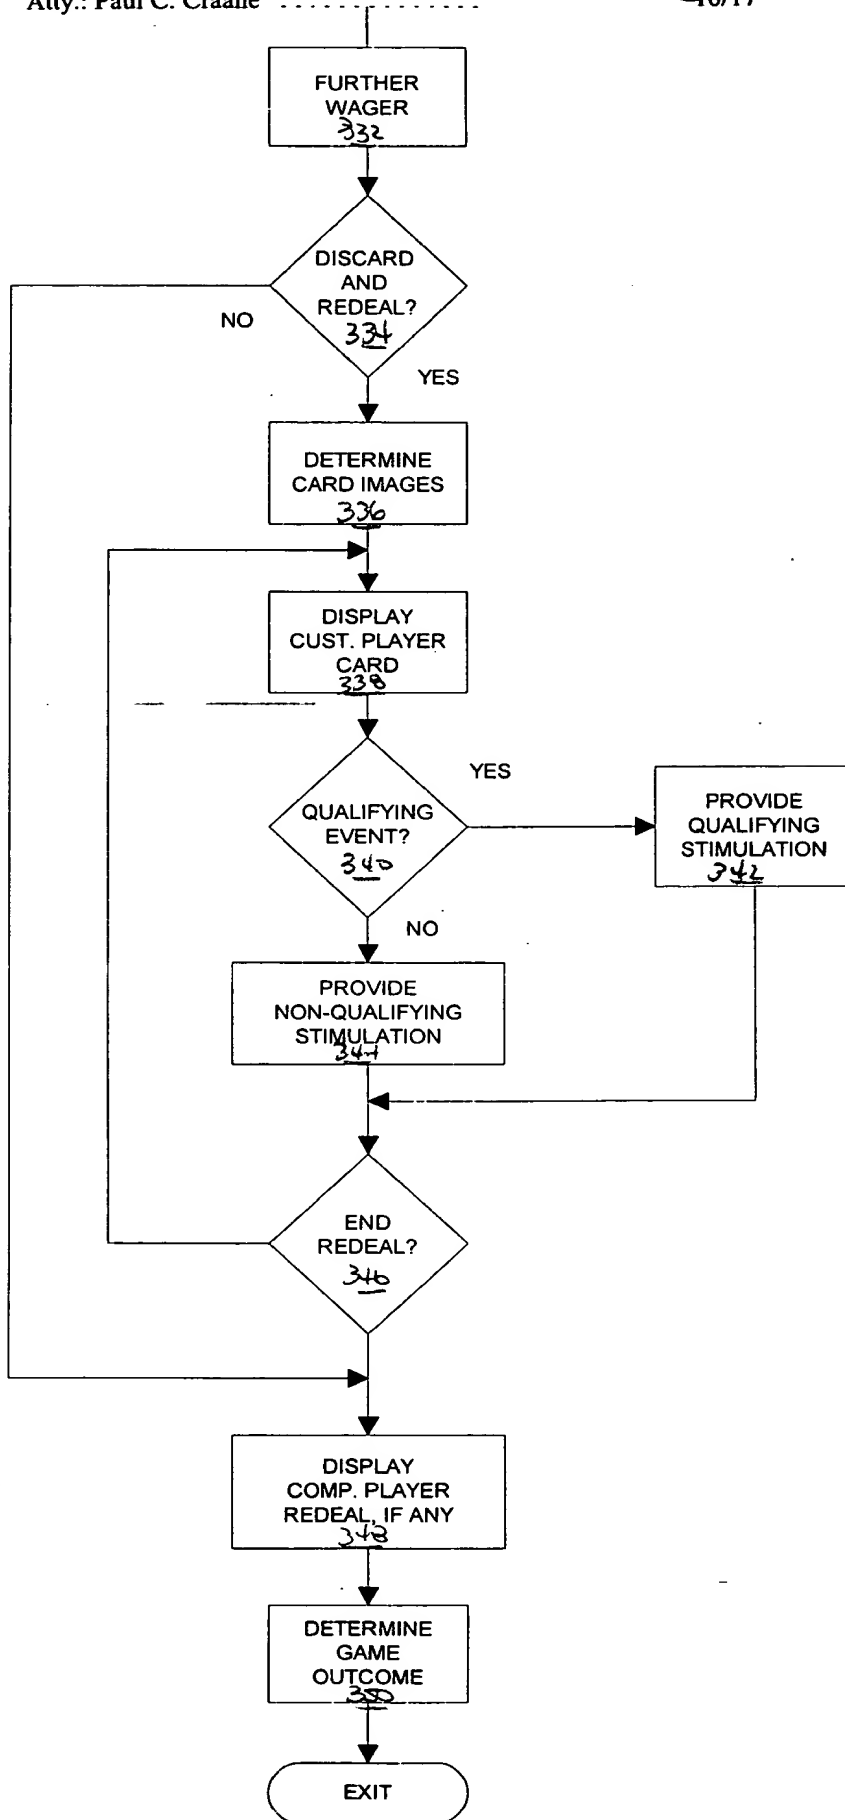 Atty.: Paul C. Craane ..............
16/17
FURTHER
WAGER
332
DISCARD
AND
REDEAL?
334
NO
YES
DETERMINE
CARD IMAGES
336
DISPLAY
CUST. PLAYER
CARD
338
YES
QUALIFYING
EVENT?
340
PROVIDE
QUALIFYING
STIMULATION
342
NO
PROVIDE
NON-QUALIFYING
STIMULATION
344
END
REDEAL?
346
DISPLAY
COMP. PLAYER
REDEAL, IF ANY
348
DETERMINE
GAME
OUTCOME
350
EXIT